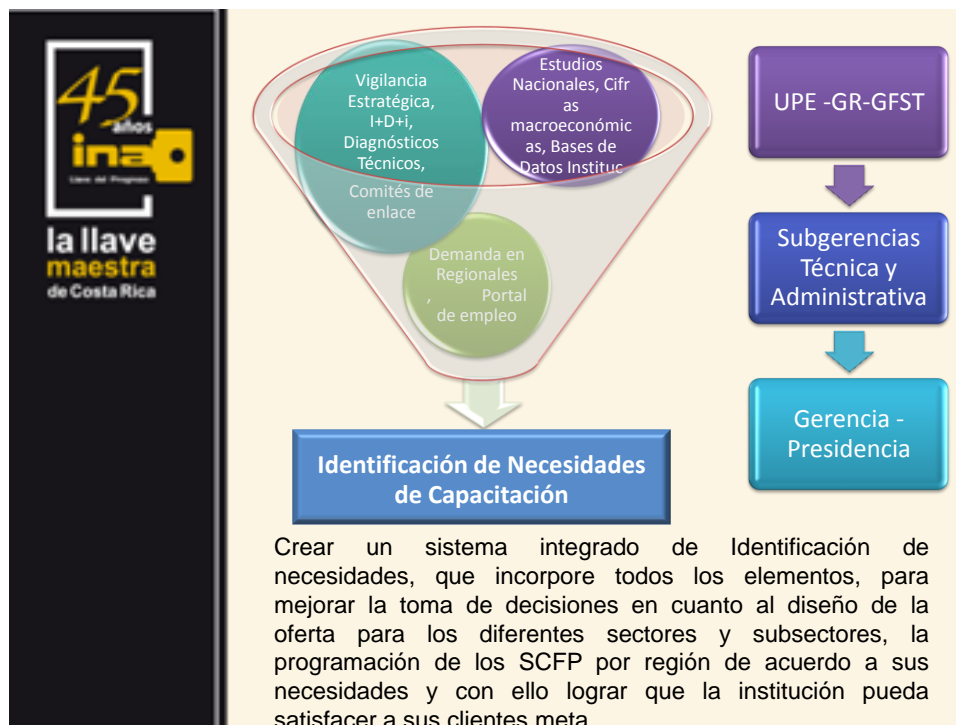 45
años
ina
Llave del Progreso
la llave
maestra
de Costa Rica
Vigilancia
Estratégica,
I+D+i,
Diagnósticos
Técnicos,
Comités de
enlace
Estudios
Nacionales, Cifr
as
macroeconómic
as, Bases de
Datos Instituc
Demanda en
Regionales
, Portal
de empleo
Identificación de Necesidades
de Capacitación
UPE -GR-GFST
Subgerencias
Técnica y
Administrativa
Gerencia -
Presidencia
Crear un sistema integrado de Identificación de
necesidades, que incorpore todos los elementos, para
mejorar la toma de decisiones en cuanto al diseño de la
oferta para los diferentes sectores y subsectores, la
programación de los SCFP por región de acuerdo a sus
necesidades y con ello lograr que la institución pueda
satisfacer a sus clientes meta